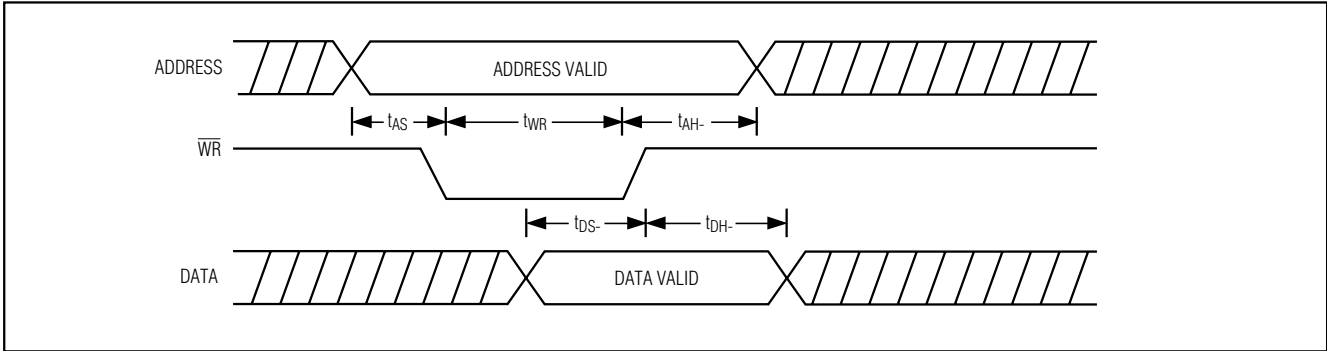 ADDRESS
ADDRESS VALID
tAS
tWR
tAH-
WR
tDS-
tDH-
DATA
DATA VALID